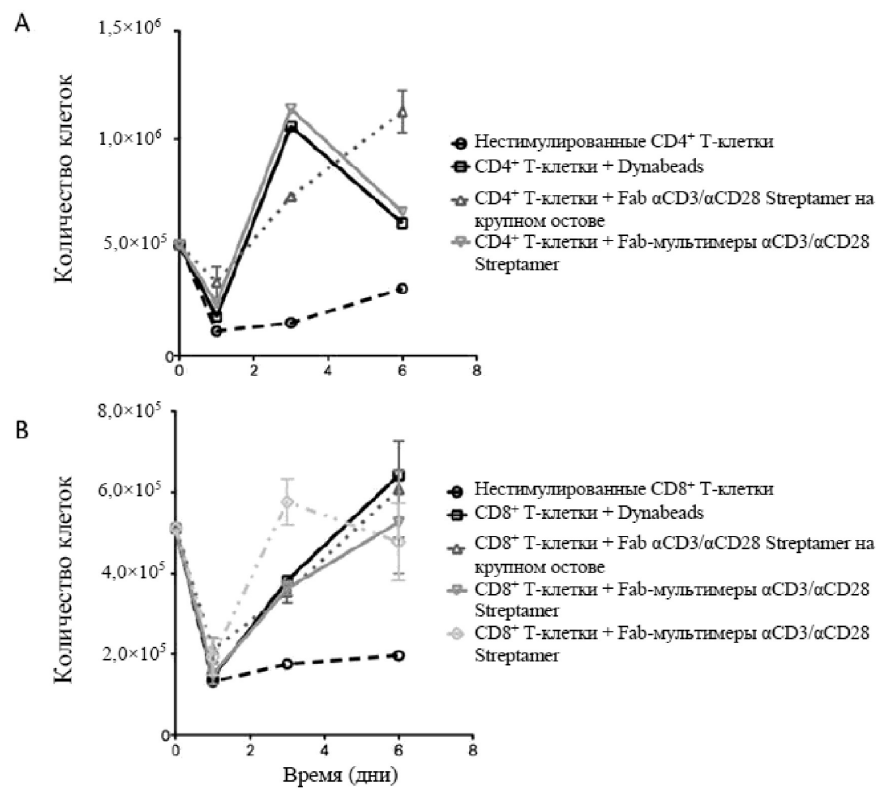 A
Количество клеток
1,5×10⁶
1,0×10⁶
5,0×10⁵
0
0 2 4 6 8
Нестимулированные CD4⁺ Т-клетки
CD4⁺ Т-клетки + Dynabeads
CD4⁺ Т-клетки + Fab αCD3/αCD28 Streptamer на
крупном остове
CD4⁺ Т-клетки + Fab-мультимеры αCD3/αCD28
Streptamer
B
Количество клеток
8,0×10⁵
6,0×10⁵
4,0×10⁵
2,0×10⁵
0
0 2 4 6 8
Время (дни)
Нестимулированные CD8⁺ Т-клетки
CD8⁺ Т-клетки + Dynabeads
CD8⁺ Т-клетки + Fab αCD3/αCD28 Streptamer на
крупном остове
CD8⁺ Т-клетки + Fab-мультимеры αCD3/αCD28
Streptamer
CD8⁺ Т-клетки + Fab-мультимеры αCD3/αCD28
Streptamer